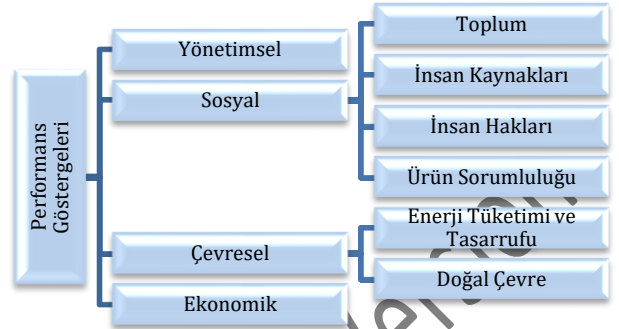 Performans
Göstergeleri
Yönetimsel
Sosyal
Toplum
İnsan Kaynakları
İnsan Hakları
Ürün Sorumluluğu
Çevresel
Enerji Tüketimi ve
Tasarrufu
Doğal Çevre
Ekonomik